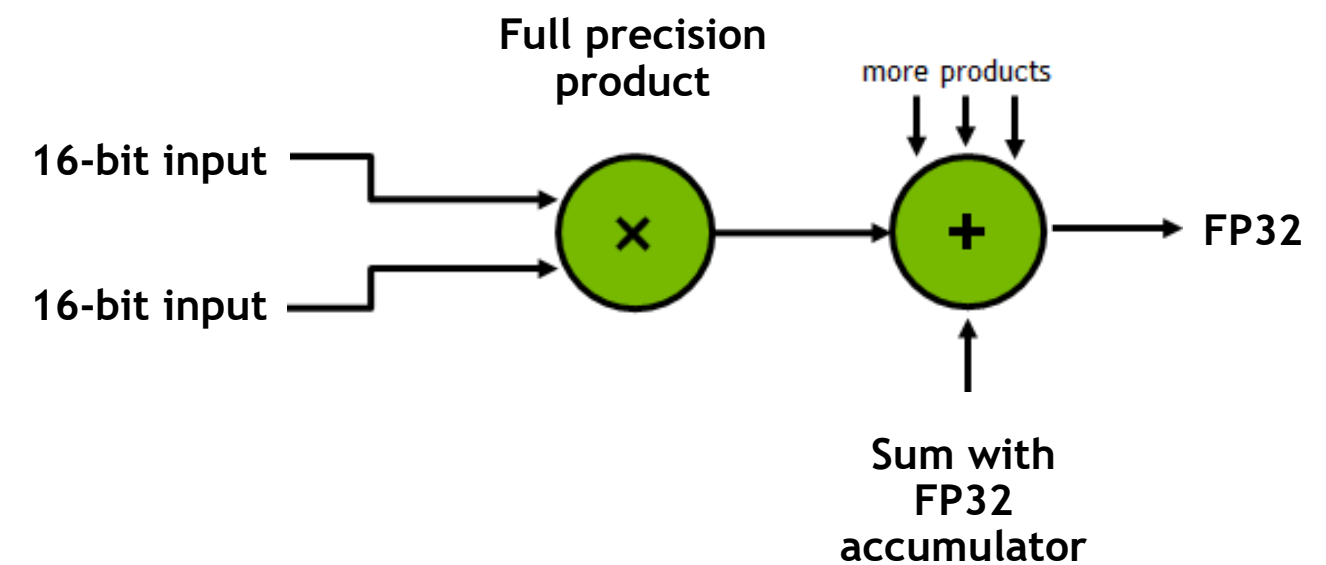 Full precision
product
more products
16-bit input
16-bit input
×
+
FP32
Sum with
FP32
accumulator